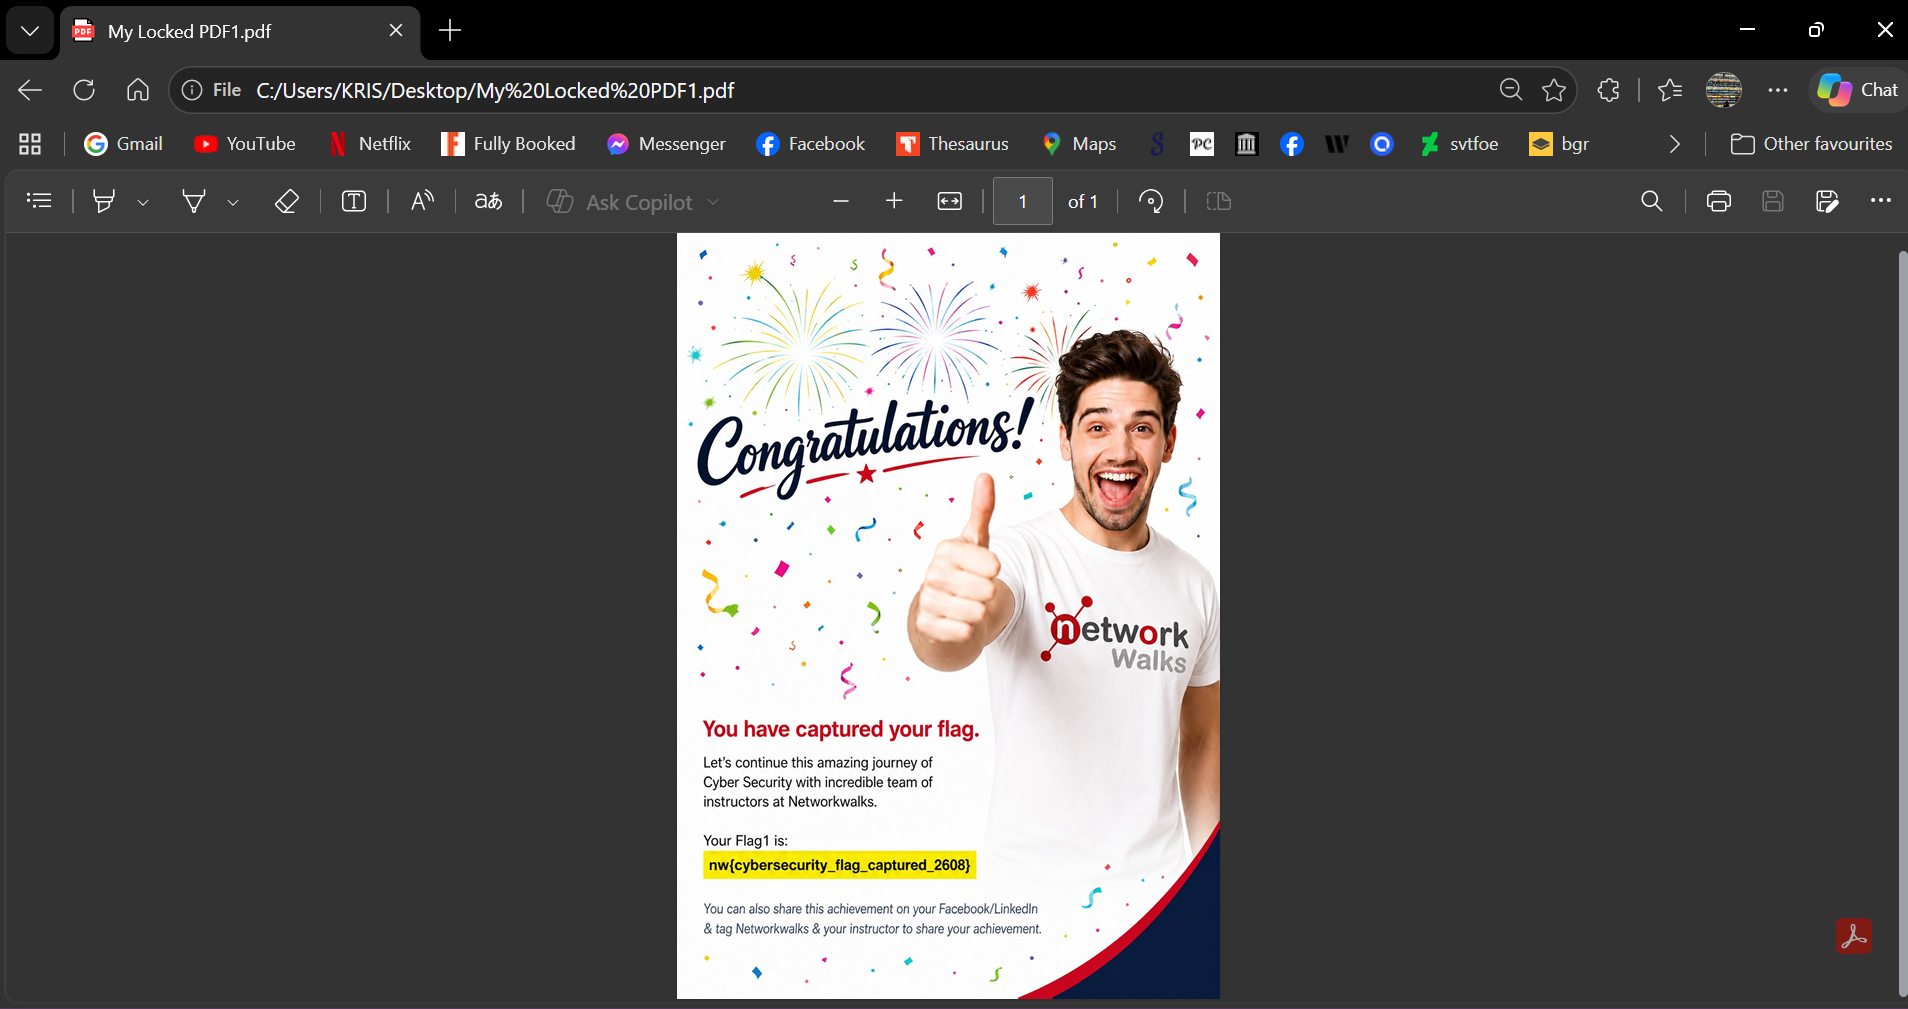 My Locked PDF1.pdf
File C:/Users/KRIS/Desktop/My%20Locked%20PDF1.pdf
Chat
Gmail YouTube Netflix Fully Booked Messenger Facebook Thesaurus Maps PC W svtfoe bgr Other favourites
T A aあ Ask Copilot 1 of 1
Congratulations!
network
Walks
You have captured your flag.
Let's continue this amazing journey of
Cyber Security with incredible team of
instructors at Networkwalks.
Your Flag1 is:
nw{cybersecurity_flag_captured_2608}
You can also share this achievement on your Facebook/LinkedIn
& tag Networkwalks & your instructor to share your achievement.